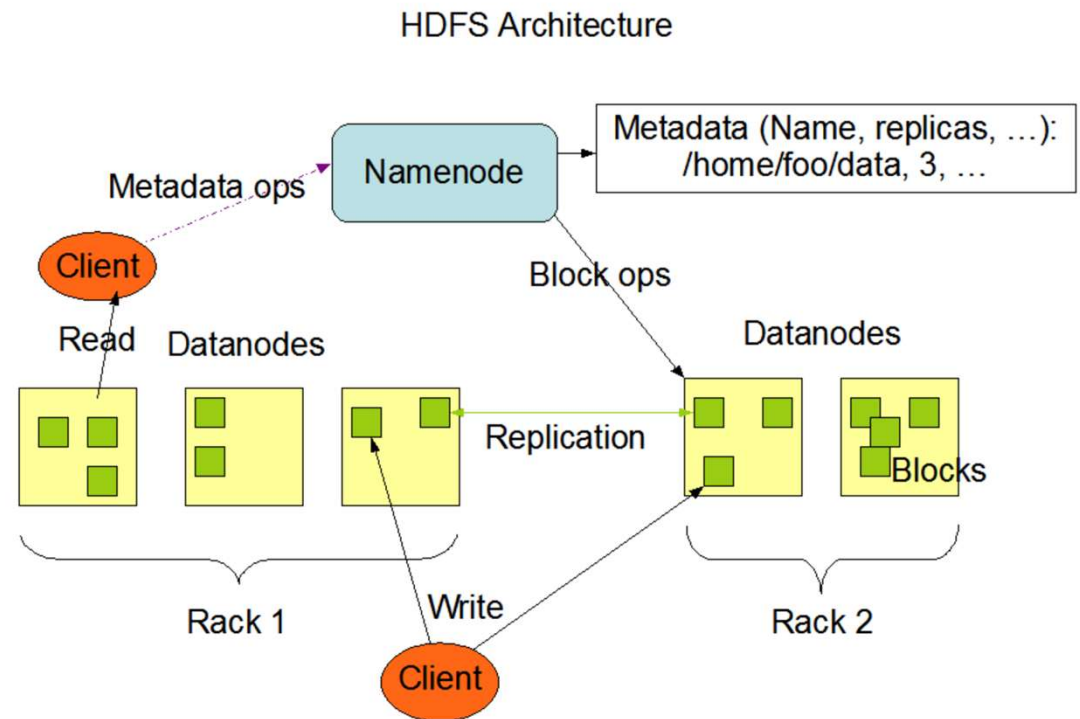 HDFS Architecture
Metadata (Name, replicas, …):
/home/foo/data, 3, …
Namenode
Metadata ops
Client
Block ops
Read
Datanodes
Datanodes
Replication
Blocks
Rack 1
Write
Rack 2
Client